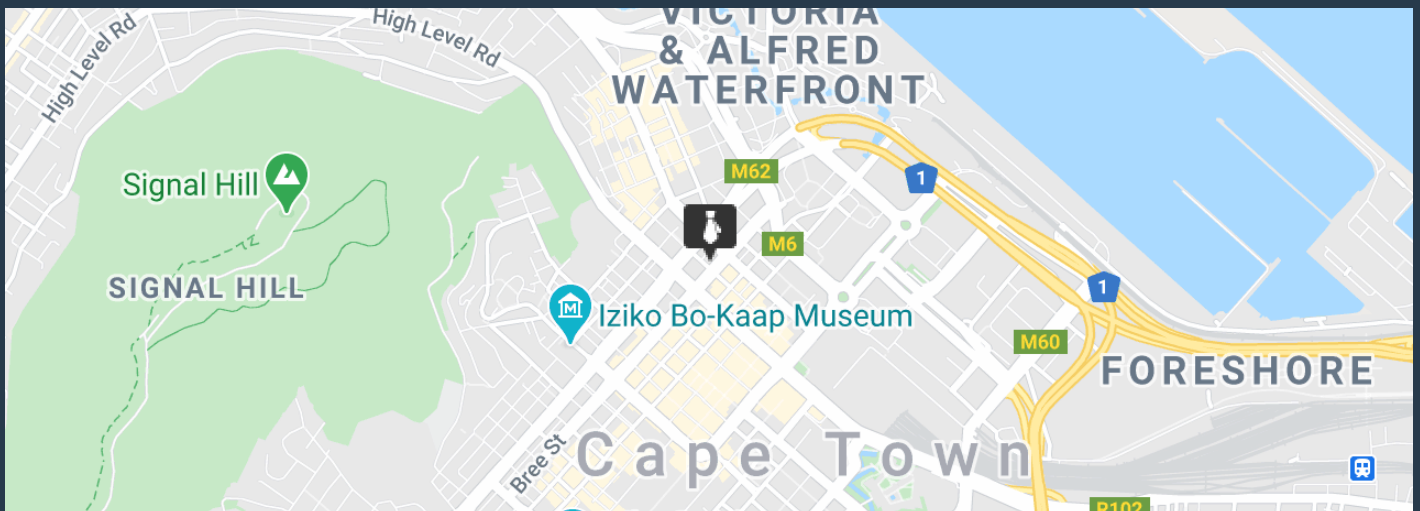 VICTORIA
& ALFRED
WATERFRONT
High Level Rd
High Level Rd
M62
1
Signal Hill
M6
SIGNAL HILL
1
M
Iziko Bo-Kaap Museum
M60
FORESHORE
Cape Town
Bree St
R102